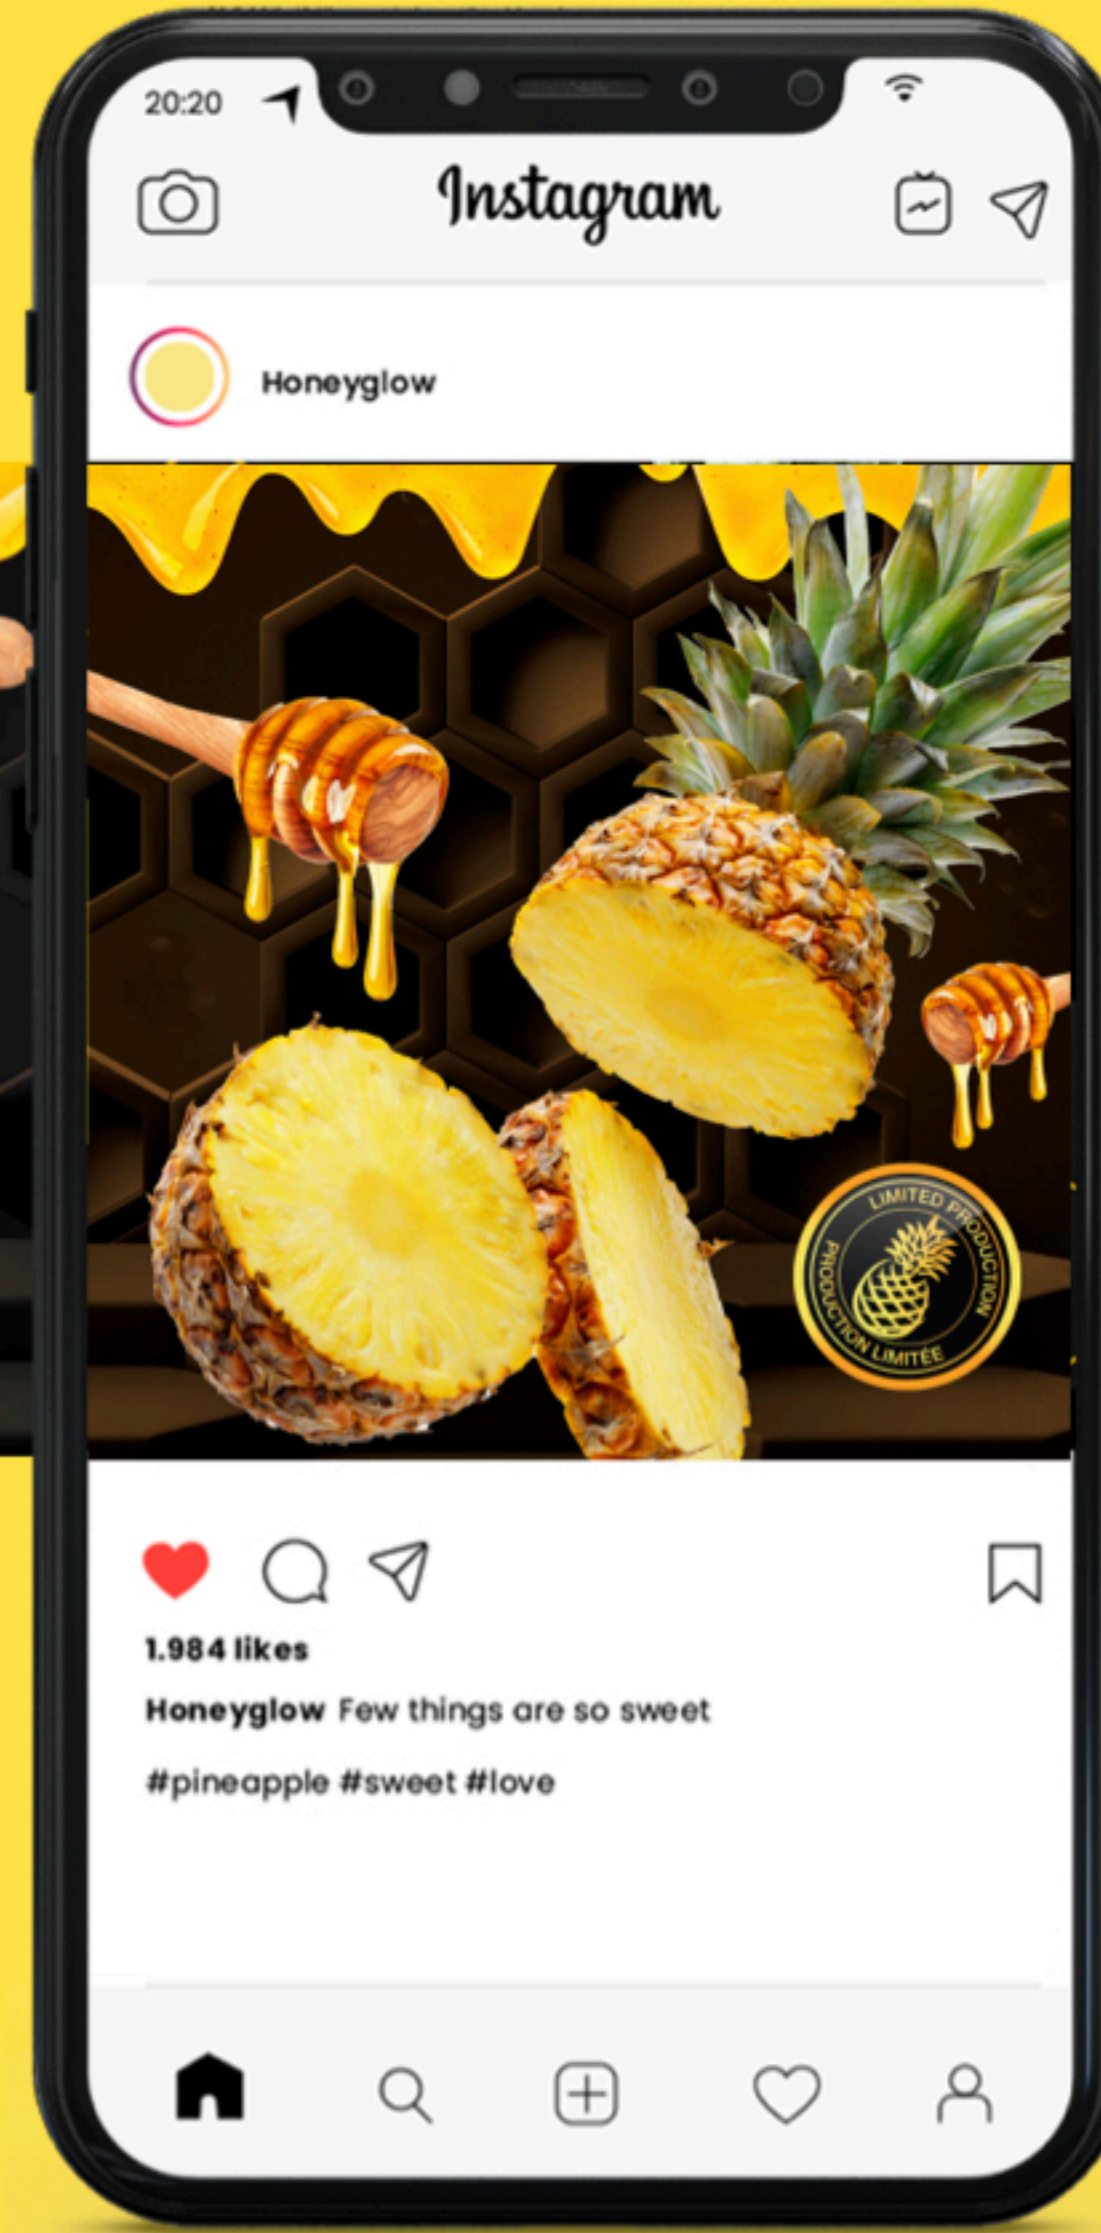 20:20
Instagram
Honeyglow
LIMITED PRODUCTION
PRODUCTION LIMITÉE
1.984 likes
Honeyglow Few things are so sweet
#pineapple #sweet #love